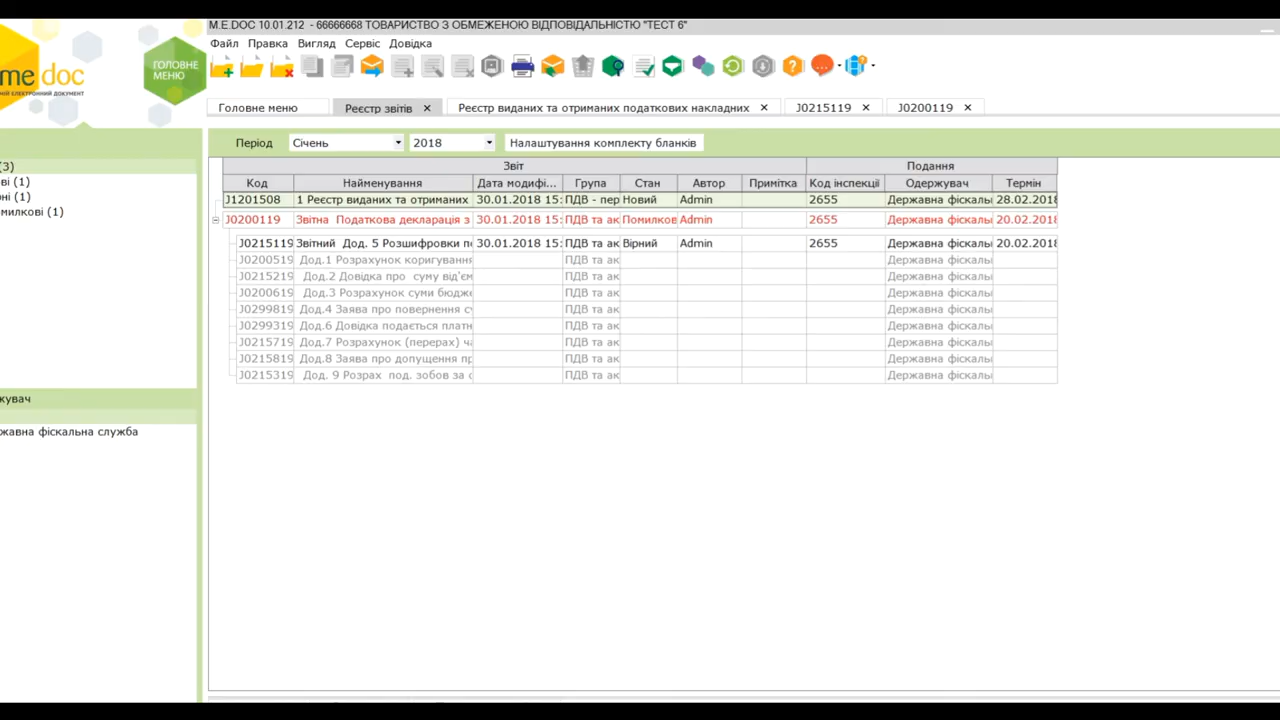 M.E.DOC 10.01.212 - 66666668 ТОВАРИСТВО З ОБМЕЖЕНОЮ ВІДПОВІДАЛЬНІСТЮ "ТЕСТ 6"
Файл Правка Вигляд Сервіс Довідка
me doc
ній електронний документ
ГОЛОВНЕ МЕНЮ
Головне меню Реєстр звітів Реєстр виданих та отриманих податкових накладних J0215119 J0200119
Період Січень 2018 Налаштування комплекту бланків
(3)
ві (1)
ні (1)
милкові (1)
жувач
жавна фіскальна служба
Звіт Подання
Код Найменування Дата модифі... Група Стан Автор Примітка Код інспекції Одержувач Термін
J1201508 1 Реєстр виданих та отриманих 30.01.2018 15: ПДВ - пер Новий Admin 2655 Державна фіскаль 28.02.2018
J0200119 Звітна Податкова декларація з 30.01.2018 15: ПДВ та ак Помилков Admin 2655 Державна фіскаль 20.02.2018
J0215119 Звітний Дод. 5 Розшифровки по 30.01.2018 15: ПДВ та ак Вірний Admin 2655 Державна фіскаль 20.02.2018
J0200519 Дод.1 Розрахунок коригування ПДВ та ак Державна фіскаль
J0215219 Дод.2 Довідка про суму від'єм ПДВ та ак Державна фіскаль
J0200619 Дод.3 Розрахунок суми бюдже ПДВ та ак Державна фіскаль
J0299819 Дод.4 Заява про повернення су ПДВ та ак Державна фіскаль
J0299319 Дод.6 Довідка подається платн ПДВ та ак Державна фіскаль
J0215719 Дод.7 Розрахунок (перерах) ча ПДВ та ак Державна фіскаль
J0215819 Дод.8 Заява про допущення пр ПДВ та ак Державна фіскаль
J0215319 Дод. 9 Розрах под. зобов за с ПДВ та ак Державна фіскаль